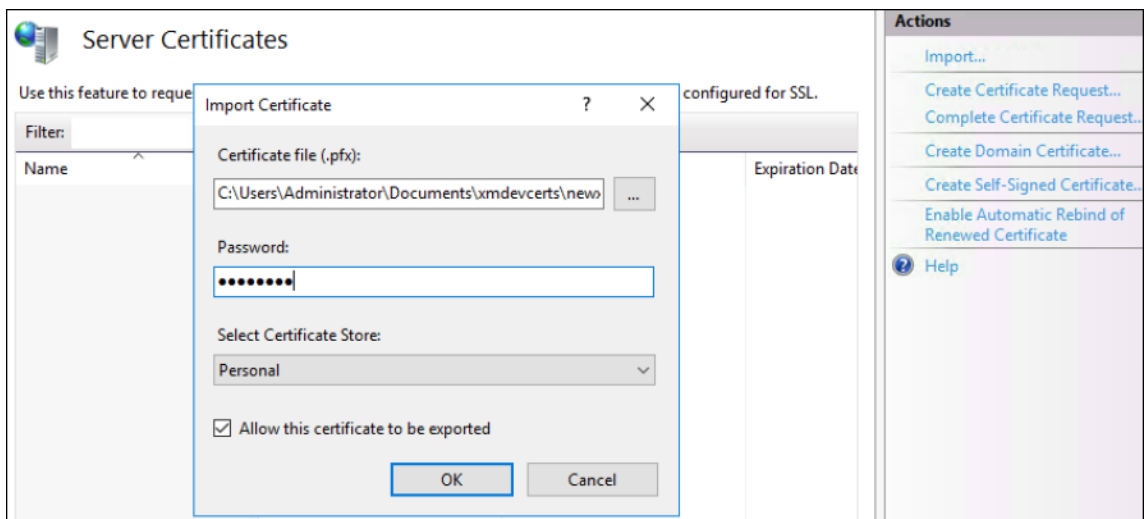 Server Certificates
Use this feature to reque
configured for SSL.
Filter:
Name
Expiration Date
Import Certificate
?
Certificate file (.pfx):
C:\Users\Administrator\Documents\xmdevcerts\new
...
Password:
••••••••
Select Certificate Store:
Personal
Allow this certificate to be exported
OK
Cancel
Actions
Import...
Create Certificate Request...
Complete Certificate Request...
Create Domain Certificate...
Create Self-Signed Certificate...
Enable Automatic Rebind of
Renewed Certificate
Help